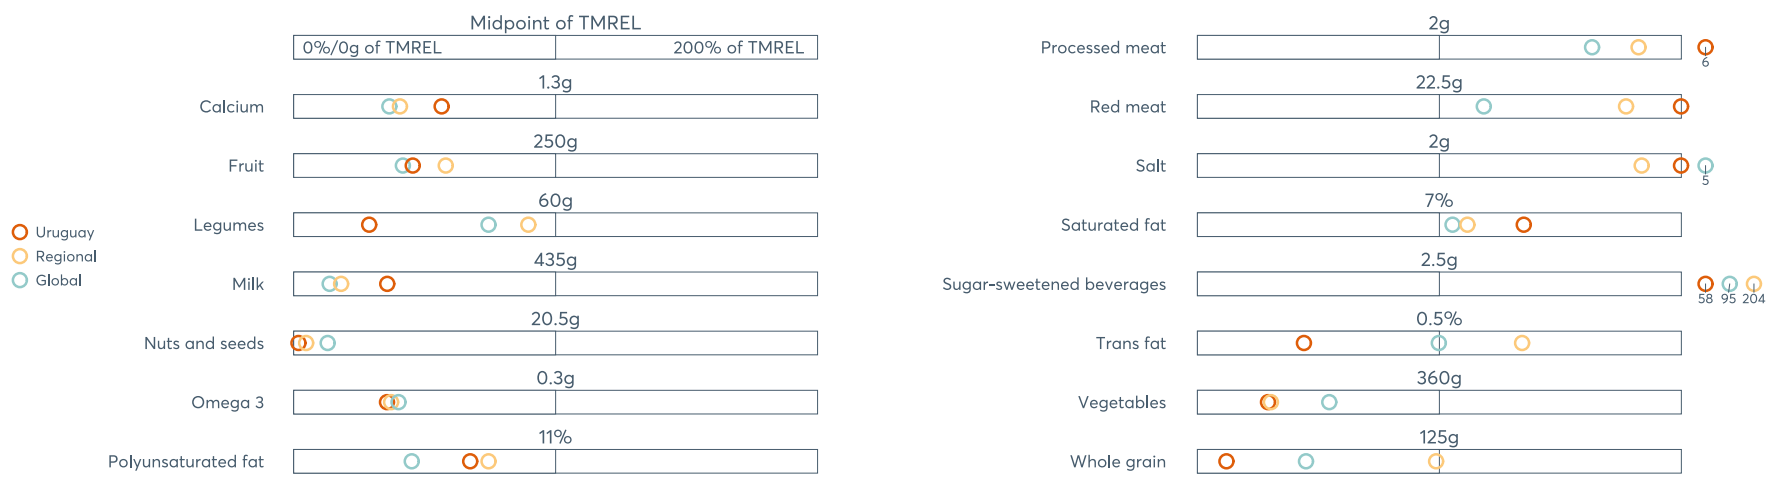 Midpoint of TMREL
0%/0g of TMREL 200% of TMREL
1.3g
Calcium
250g
Fruit
60g
Legumes
435g
Milk
20.5g
Nuts and seeds
0.3g
Omega 3
11%
Polyunsaturated fat
Uruguay
Regional
Global
2g
Processed meat
6
22.5g
Red meat
2g
Salt
5
7%
Saturated fat
2.5g
Sugar-sweetened beverages
58 95 204
0.5%
Trans fat
360g
Vegetables
125g
Whole grain